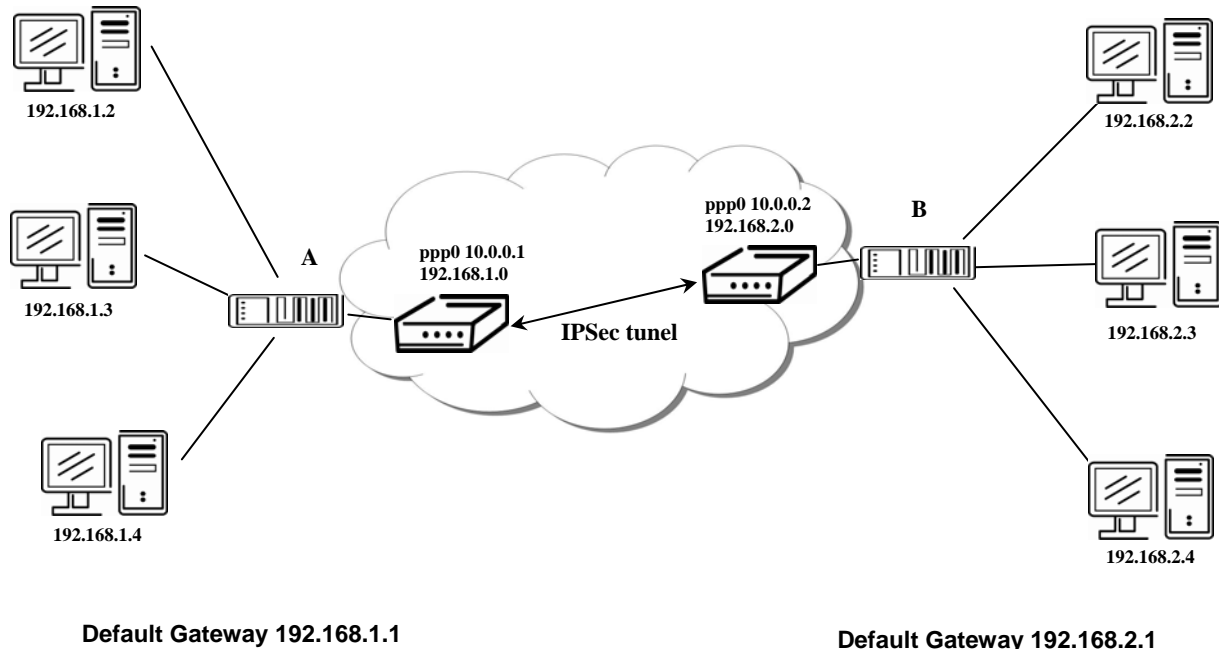 192.168.1.2
192.168.1.3
192.168.1.4
A
ppp0 10.0.0.1
192.168.1.0
IPSec tunel
ppp0 10.0.0.2
192.168.2.0
B
192.168.2.2
192.168.2.3
192.168.2.4
Default Gateway 192.168.1.1
Default Gateway 192.168.2.1